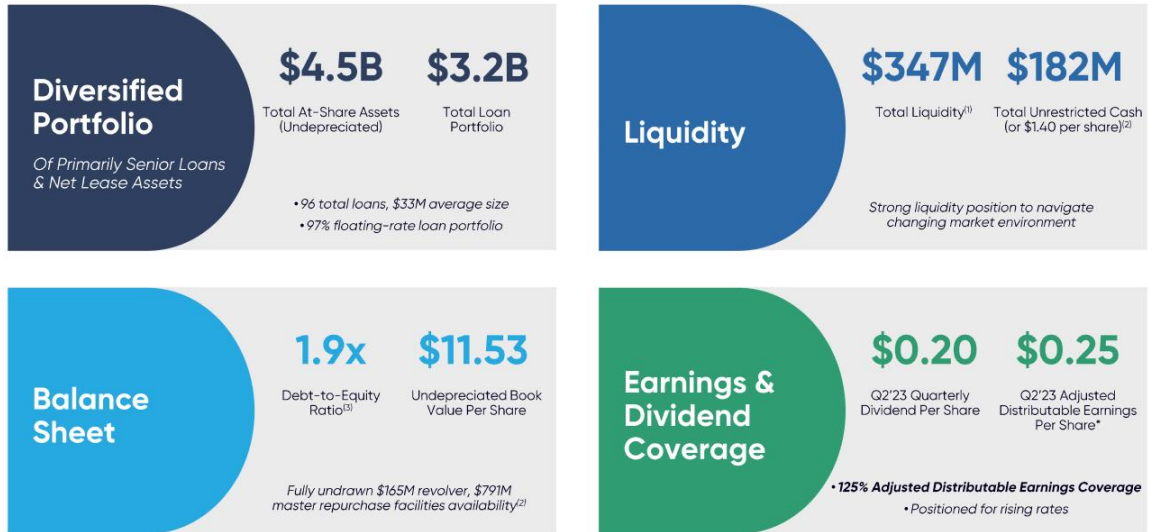 Diversified
Portfolio
Of Primarily Senior Loans
& Net Lease Assets
$4.5B
Total At-Share Assets
(Undepreciated)
$3.2B
Total Loan
Portfolio
•96 total loans, $33M average size
•97% floating-rate loan portfolio
Liquidity
$347M
Total Liquidity(1)
$182M
Total Unrestricted Cash
(or $1.40 per share)(2)
Strong liquidity position to navigate
changing market environment
Balance
Sheet
1.9x
Debt-to-Equity
Ratio(3)
$11.53
Undepreciated Book
Value Per Share
Fully undrawn $165M revolver, $791M
master repurchase facilities availability(2)
Earnings &
Dividend
Coverage
$0.20
Q2'23 Quarterly
Dividend Per Share
$0.25
Q2'23 Adjusted
Distributable Earnings
Per Share*
•125% Adjusted Distributable Earnings Coverage
•Positioned for rising rates